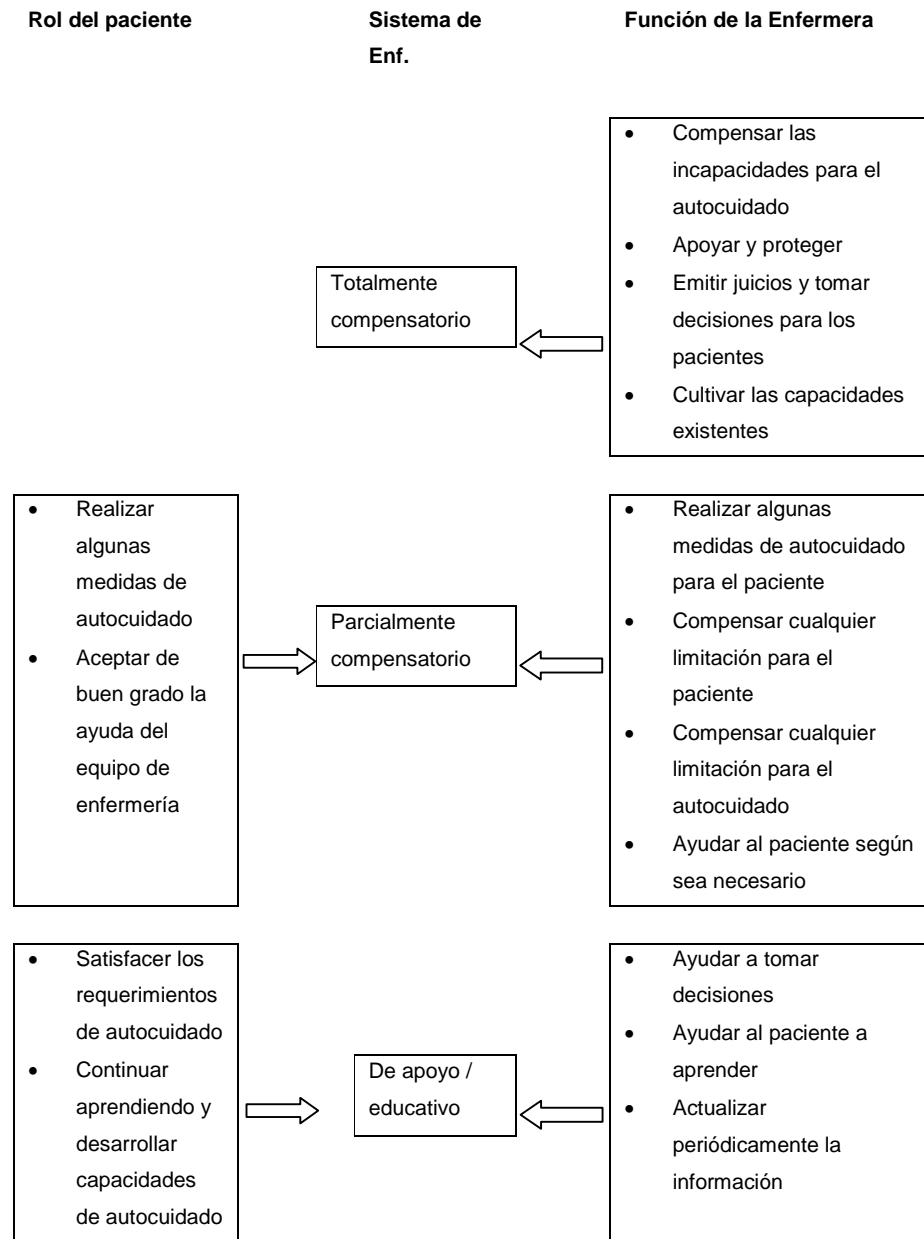 Rol del paciente
Sistema de
Enf.
Función de la Enfermera
• Compensar las
incapacidades para el
autocuidado
• Apoyar y proteger
• Emitir juicios y tomar
decisiones para los
pacientes
• Cultivar las capacidades
existentes
Totalmente
compensatorio
• Realizar
algunas
medidas de
autocuidado
• Aceptar de
buen grado la
ayuda del
equipo de
enfermería
Parcialmente
compensatorio
• Realizar algunas
medidas de autocuidado
para el paciente
• Compensar cualquier
limitación para el
paciente
• Compensar cualquier
limitación para el
autocuidado
• Ayudar al paciente según
sea necesario
• Satisfacer los
requerimientos
de autocuidado
• Continuar
aprendiendo y
desarrollar
capacidades
de autocuidado
De apoyo /
educativo
• Ayudar a tomar
decisiones
• Ayudar al paciente a
aprender
• Actualizar
periódicamente la
información